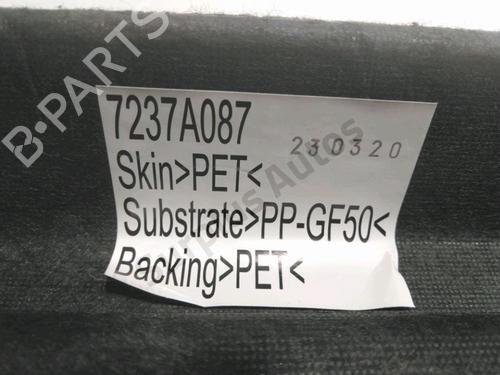 7237A087
230320
Skin>PET<
Substrate>PP-GF50<
Backing>PET<
B-PARTS